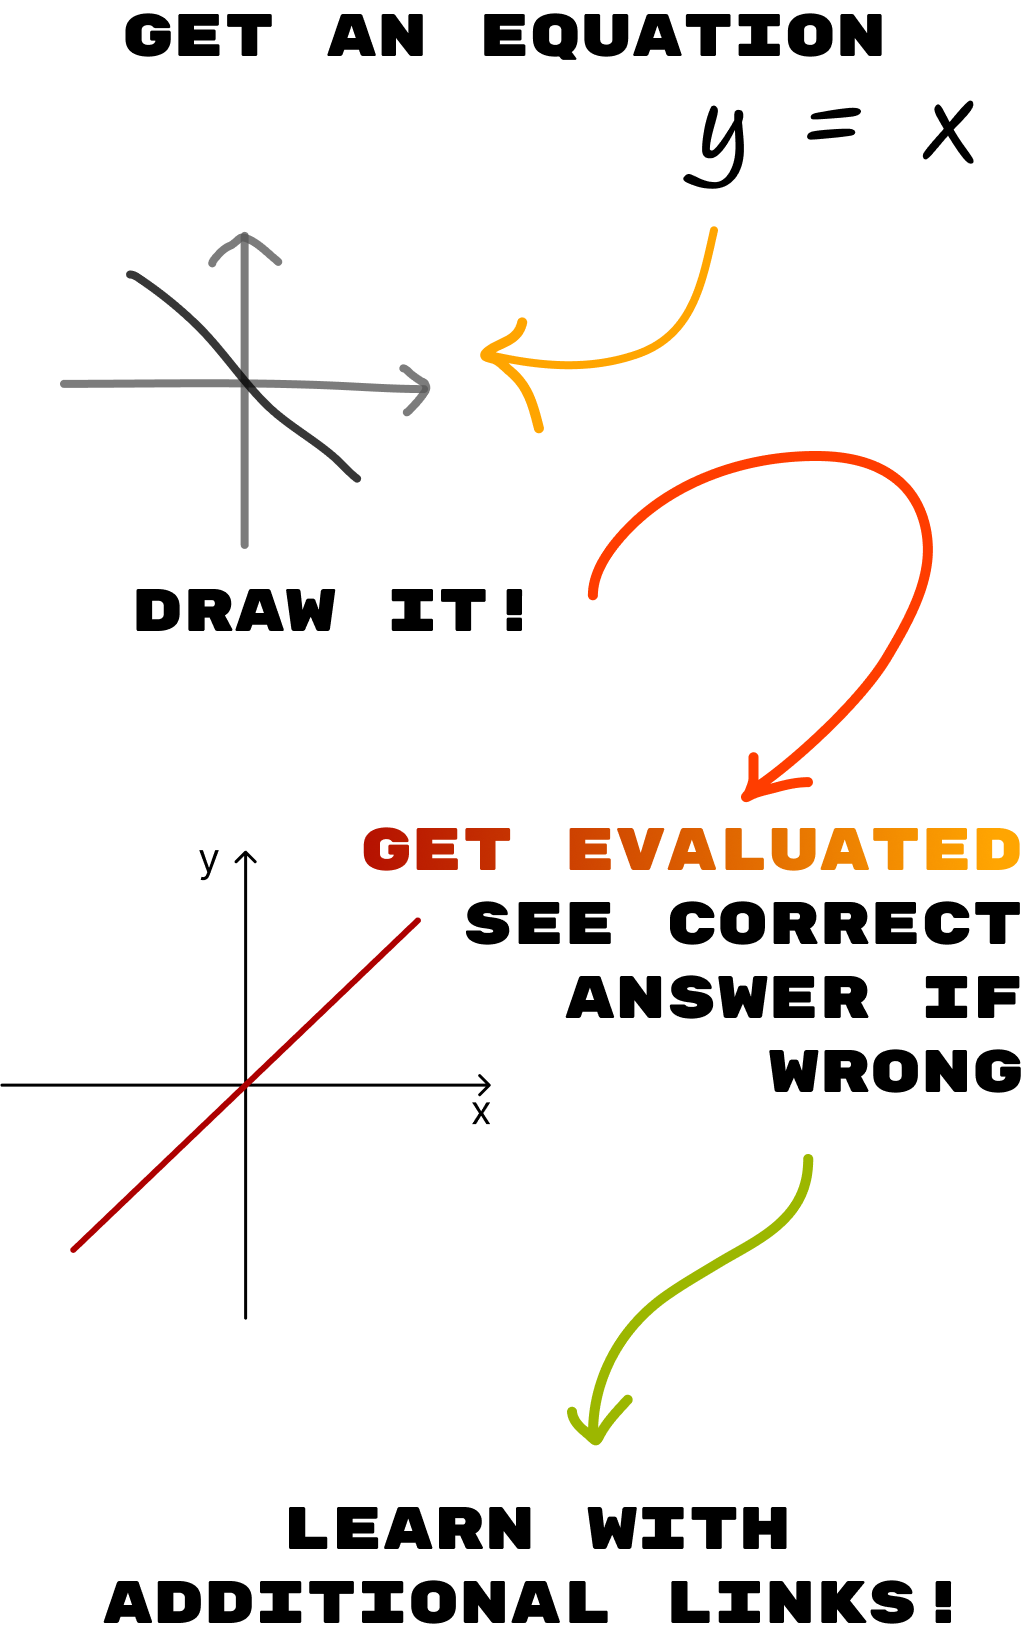 GET AN EQUATION
y = x
DRAW IT!
GET EVALUATED
y
SEE CORRECT
ANSWER IF
WRONG
x
LEARN WITH
ADDITIONAL LINKS!